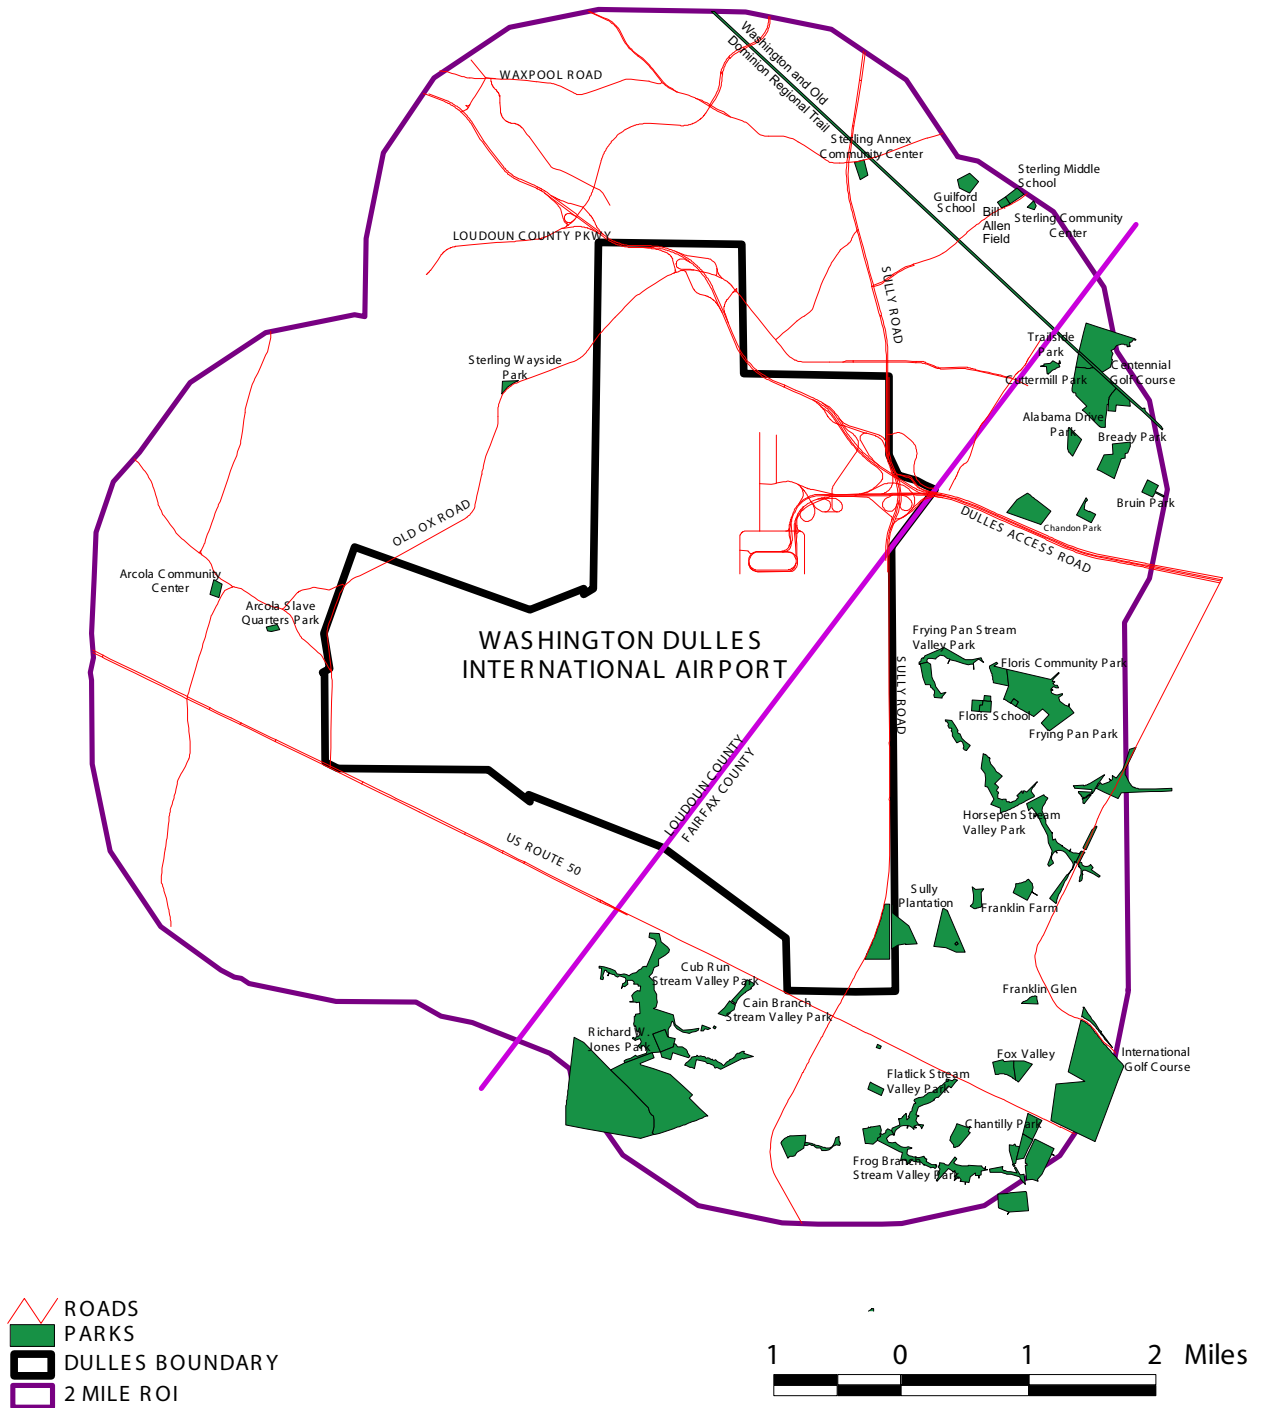 Washington and Old
Dominion Regional Trail
WAXPOOL ROAD
Sterling Annex
Community Center
Sterling Middle
School
Guilford
School
Bill
Allen
Field
Sterling Community
Center
LOUDOUN COUNTY PKWY
SULLY ROAD
Trailside
Park
Cuttermill Park
Centennial
Golf Course
Sterling Wayside
Park
Alabama Drive
Park
Bready Park
Bruin Park
Chandon Park
DULLES ACCESS ROAD
OLD OX ROAD
Arcola Community
Center
Arcola Slave
Quarters Park
WASHINGTON DULLES
INTERNATIONAL AIRPORT
Frying Pan Stream
Valley Park
Floris Community Park
SULLY ROAD
Floris School
Frying Pan Park
LOUDOUN COUNTY
FAIRFAX COUNTY
Horsepen Stream
Valley Park
US ROUTE 50
Sully
Plantation
Franklin Farm
Cub Run
Stream Valley Park
Cain Branch
Stream Valley Park
Franklin Glen
Richard W.
Jones Park
Fox Valley
International
Golf Course
Flatlick Stream
Valley Park
Chantilly Park
Frog Branch
Stream Valley Park
ROADS
PARKS
DULLES BOUNDARY
2 MILE ROI
1 0 1 2 Miles